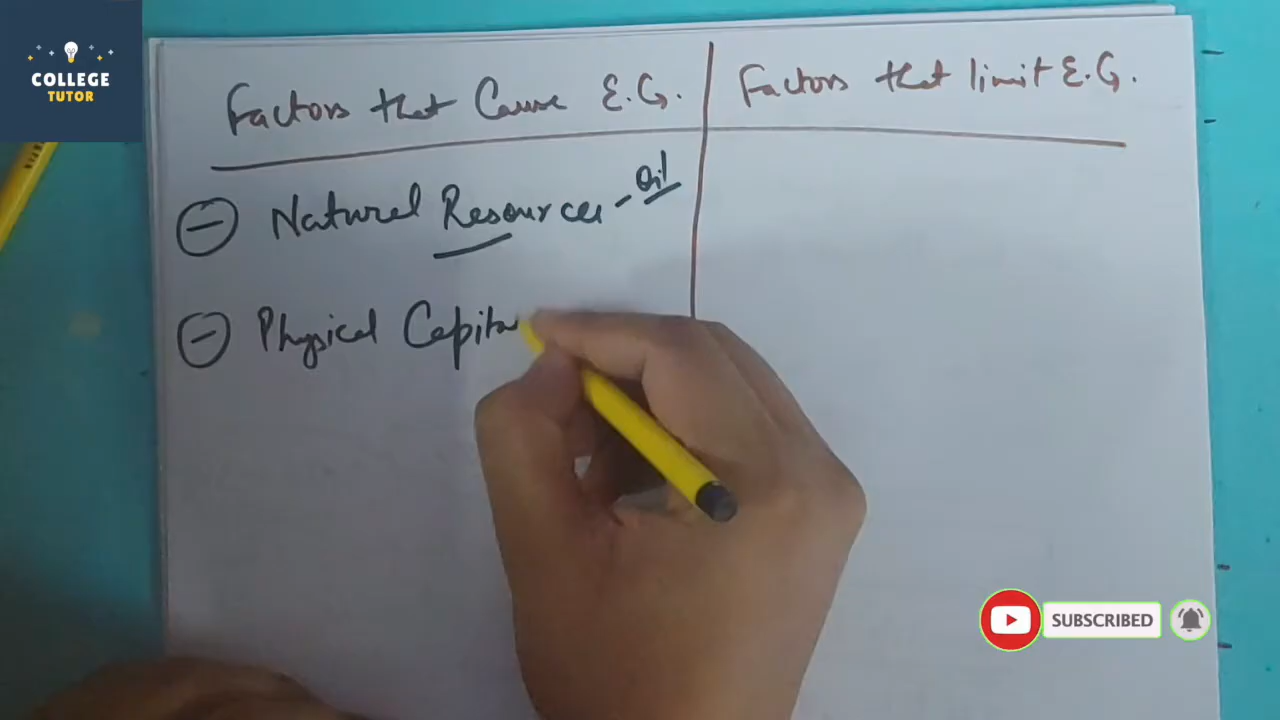 COLLEGE
TUTOR
Factors that Cause E.G.
Factors that limit E.G.
Natural Resources - Oil
Physical Capita
SUBSCRIBED